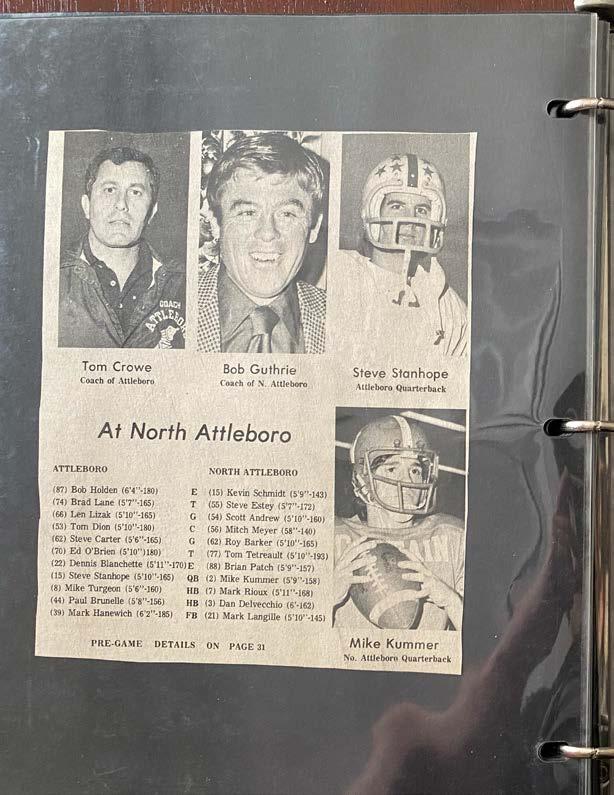 COACH
ATTLEBORO
Tom Crowe
Coach of Attleboro
Bob Guthrie
Coach of N. Attleboro
Steve Stanhope
Attleboro Quarterback
At North Attleboro
ATTLEBORO
NORTH ATTLEBORO
(87) Bob Holden (6'4"-180) E (15) Kevin Schmidt (5'9"-143)
(74) Brad Lane (5'7"-165) T (55) Steve Estey (5'7"-172)
(66) Len Lizak (5'10"-165) G (54) Scott Andrew (5'10"-160)
(53) Tom Dion (5'10"-180) C (56) Mitch Meyer (58"-140)
(62) Steve Carter (5'6"-165) G (62) Roy Barker (5'10"-165)
(70) Ed O'Brien (5'10")180) T (77) Tom Tetreault (5'10"-193)
(22) Dennis Blanchette (5'11"-170) E (88) Brian Patch (5'9"-157)
(15) Steve Stanhope (5'10"-165) QB (2) Mike Kummer (5'9"-158)
(8) Mike Turgeon (5'6"-160) HB (7) Mark Rioux (5'11"-168)
(44) Paul Brunelle (5'8"-156) HB (3) Dan Delvecchio (6'-162)
(39) Mark Hanewich (6'2"-185) FB (21) Mark Langille (5'10"-145)
PRE-GAME DETAILS ON PAGE 31
Mike Kummer
No. Attleboro Quarterback